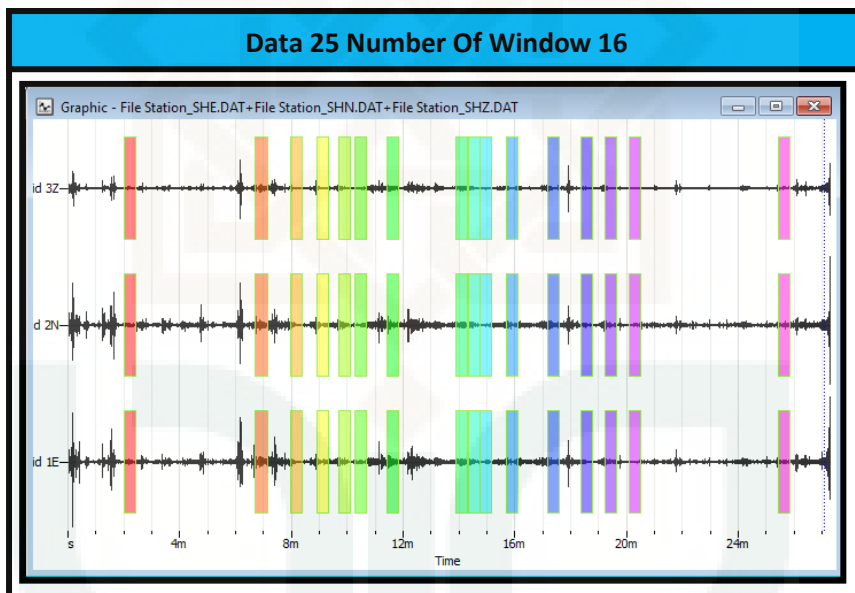 Data 25 Number Of Window 16
Graphic - File Station_SHE.DAT+File Station_SHN.DAT+File Station_SHZ.DAT
id 3Z
d 2N
id 1E
s 4m 8m 12m 16m 20m 24m
Time